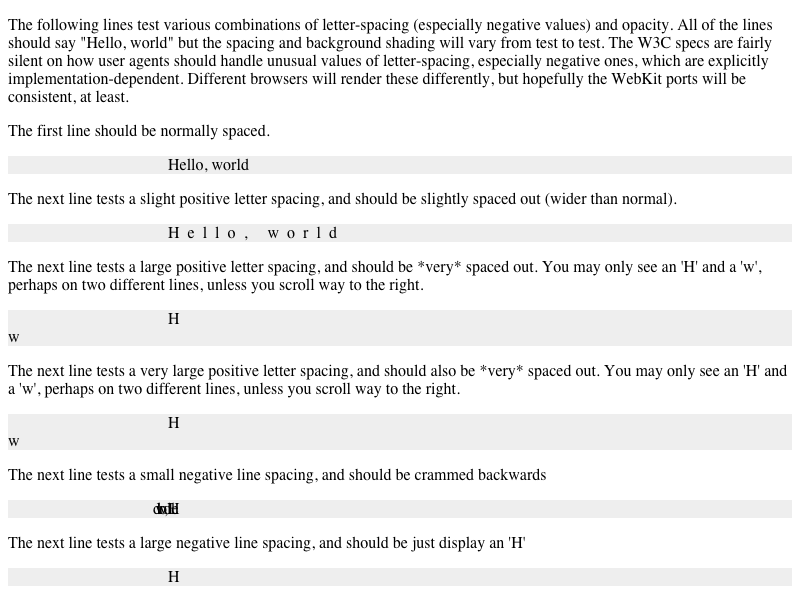 The following lines test various combinations of letter-spacing (especially negative values) and opacity. All of the lines
should say "Hello, world" but the spacing and background shading will vary from test to test. The W3C specs are fairly
silent on how user agents should handle unusual values of letter-spacing, especially negative ones, which are explicitly
implementation-dependent. Different browsers will render these differently, but hopefully the WebKit ports will be
consistent, at least.
The first line should be normally spaced.
Hello, world
The next line tests a slight positive letter spacing, and should be slightly spaced out (wider than normal).
H e l l o ,  w o r l d
The next line tests a large positive letter spacing, and should be *very* spaced out. You may only see an 'H' and a 'w',
perhaps on two different lines, unless you scroll way to the right.
H
w
The next line tests a very large positive letter spacing, and should also be *very* spaced out. You may only see an 'H' and
a 'w', perhaps on two different lines, unless you scroll way to the right.
H
w
The next line tests a small negative line spacing, and should be crammed backwards
The next line tests a large negative line spacing, and should be just display an 'H'
H